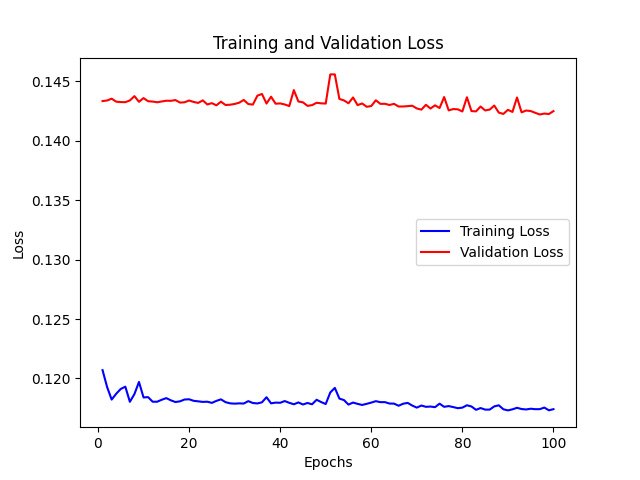 Training and Validation Loss
0.145
0.140
0.135
0.130
0.125
0.120
Loss
Training Loss
Validation Loss
0 20 40 60 80 100
Epochs